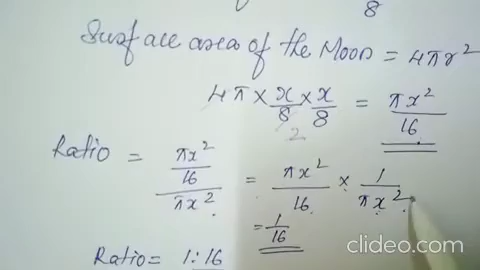 8
Surface area of the Moon = 4πr²
4π × x/8 × x/8 = πx²/16
2
Ratio = (πx²/16)/(πx²) = πx²/16 × 1/πx²
= 1/16
Ratio = 1:16
clideo.com